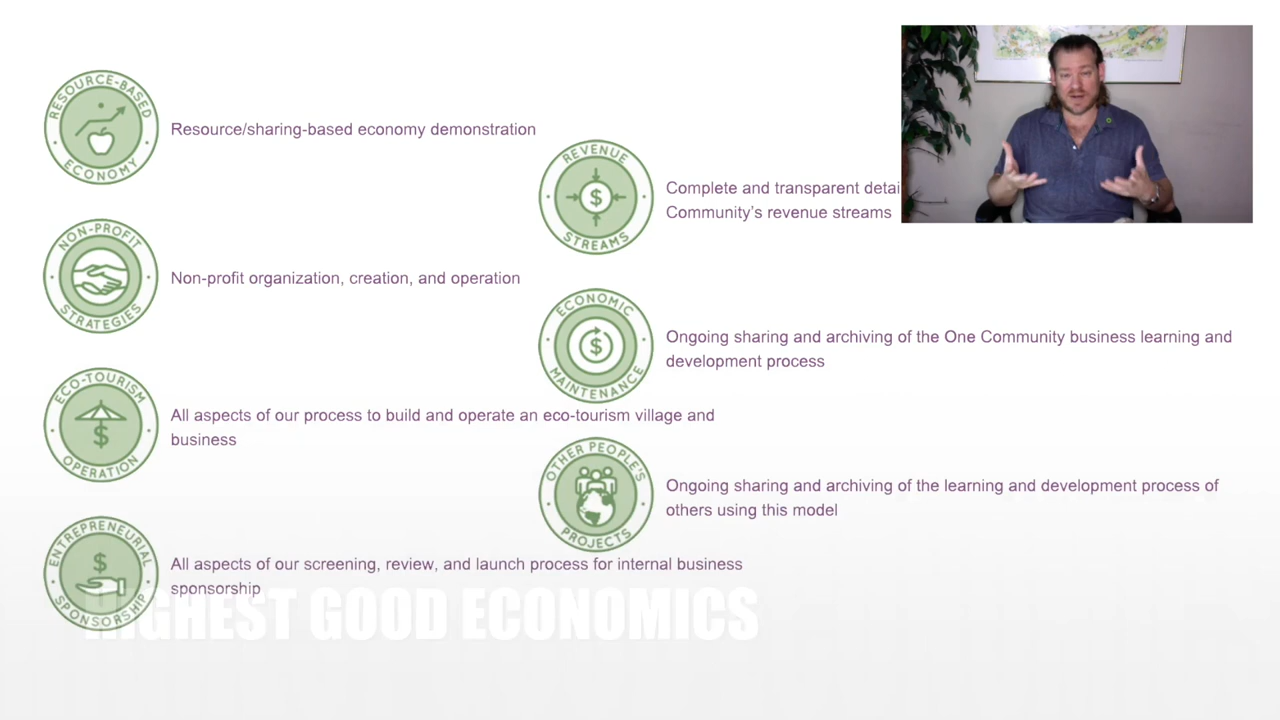 RESOURCE-BASED
ECONOMY
Resource/sharing-based economy demonstration
NON-PROFIT
STRATEGIES
Non-profit organization, creation, and operation
ECO-TOURISM
OPERATION
All aspects of our process to build and operate an eco-tourism village and
business
ENTREPRENEURIAL
SPONSORSHIP
All aspects of our screening, review, and launch process for internal business
sponsorship
REVENUE
STREAMS
Complete and transparent
Community's revenue streams
ECONOMIC
MAINTENANCE
Ongoing sharing and archiving of the One Community business learning and
development process
OTHER PEOPLE'S
PROJECTS
Ongoing sharing and archiving of the learning and development process of
others using this model
HIGHEST GOOD ECONOMICS